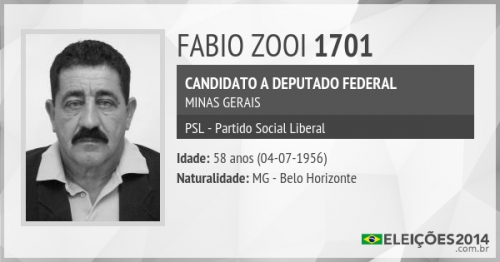 FABIO ZOOI 1701
CANDIDATO A DEPUTADO FEDERAL
MINAS GERAIS
PSL - Partido Social Liberal
Idade: 58 anos (04-07-1956)
Naturalidade: MG - Belo Horizonte
ELEIÇÕES2014
.com.br